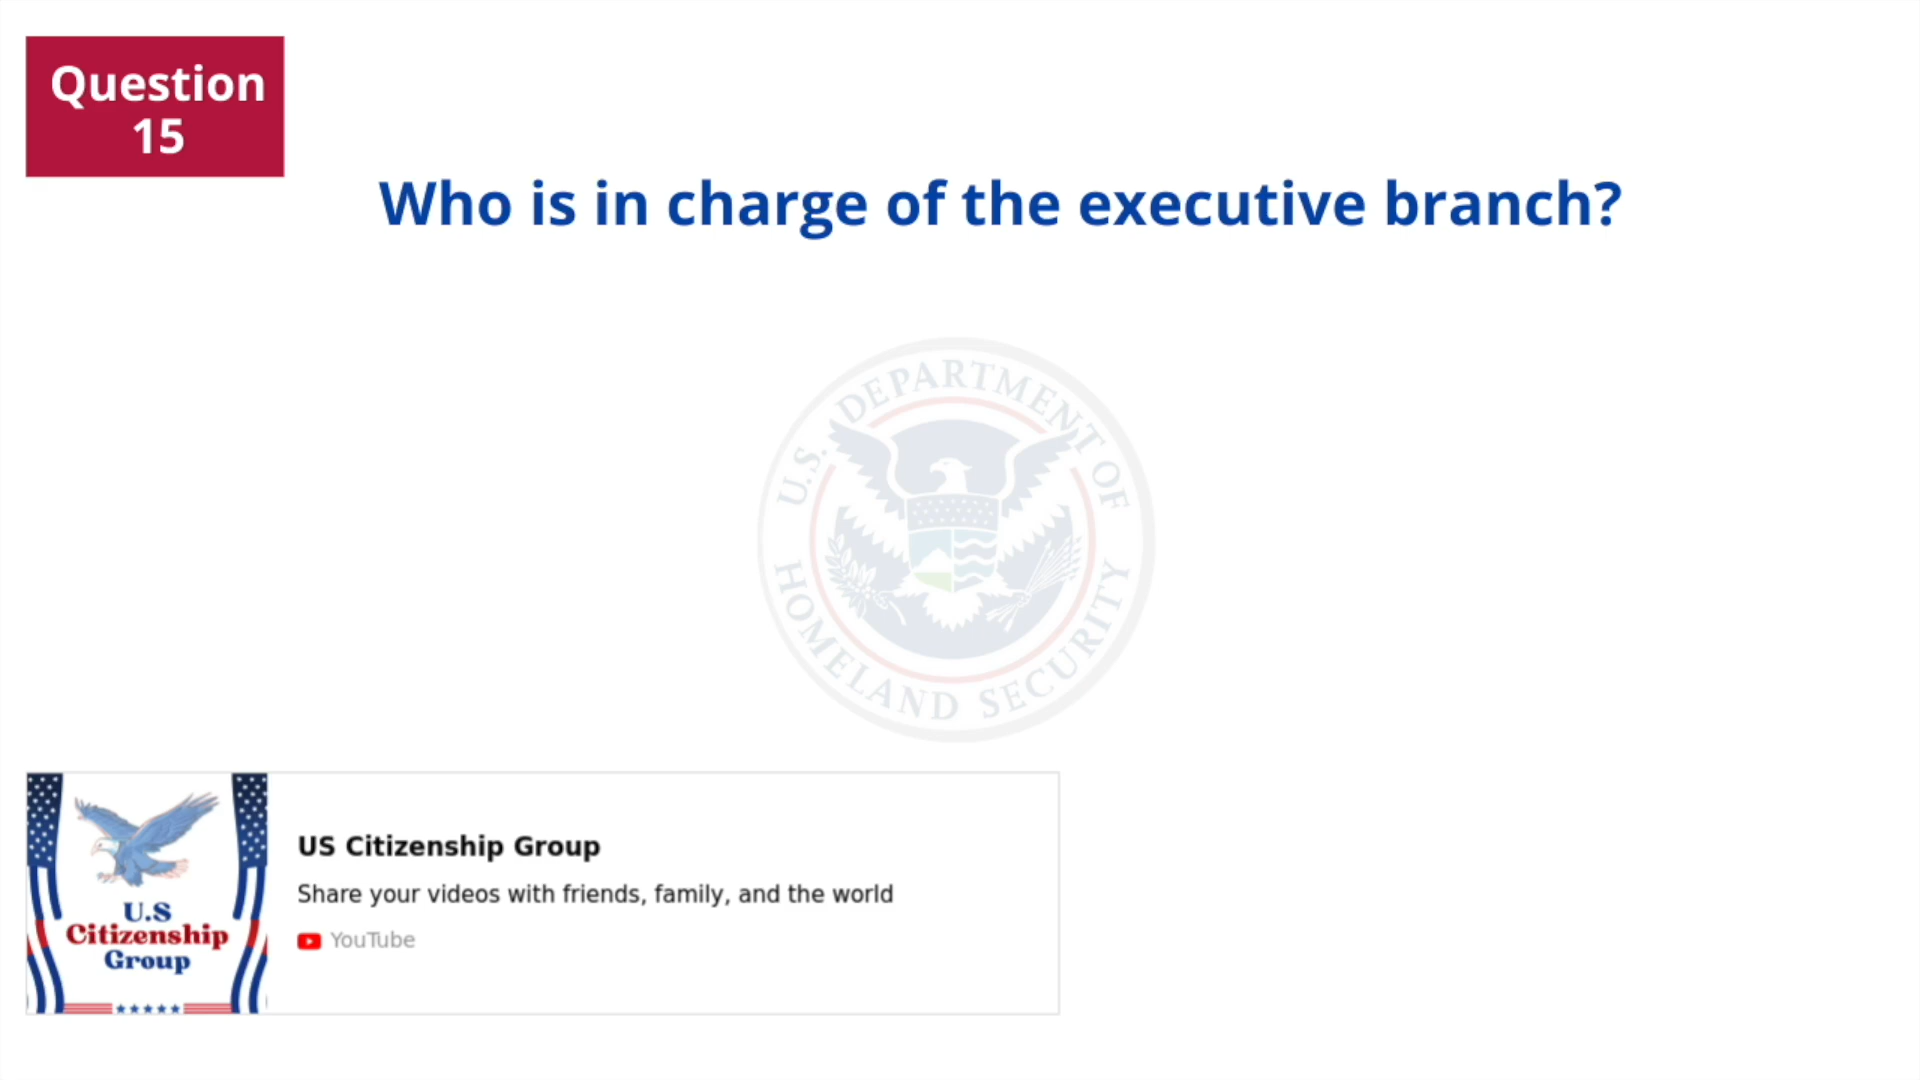 Question
15
Who is in charge of the executive branch?
U.S. DEPARTMENT OF
HOMELAND SECURITY
US Citizenship Group
Share your videos with friends, family, and the world
YouTube
U.S
Citizenship
Group